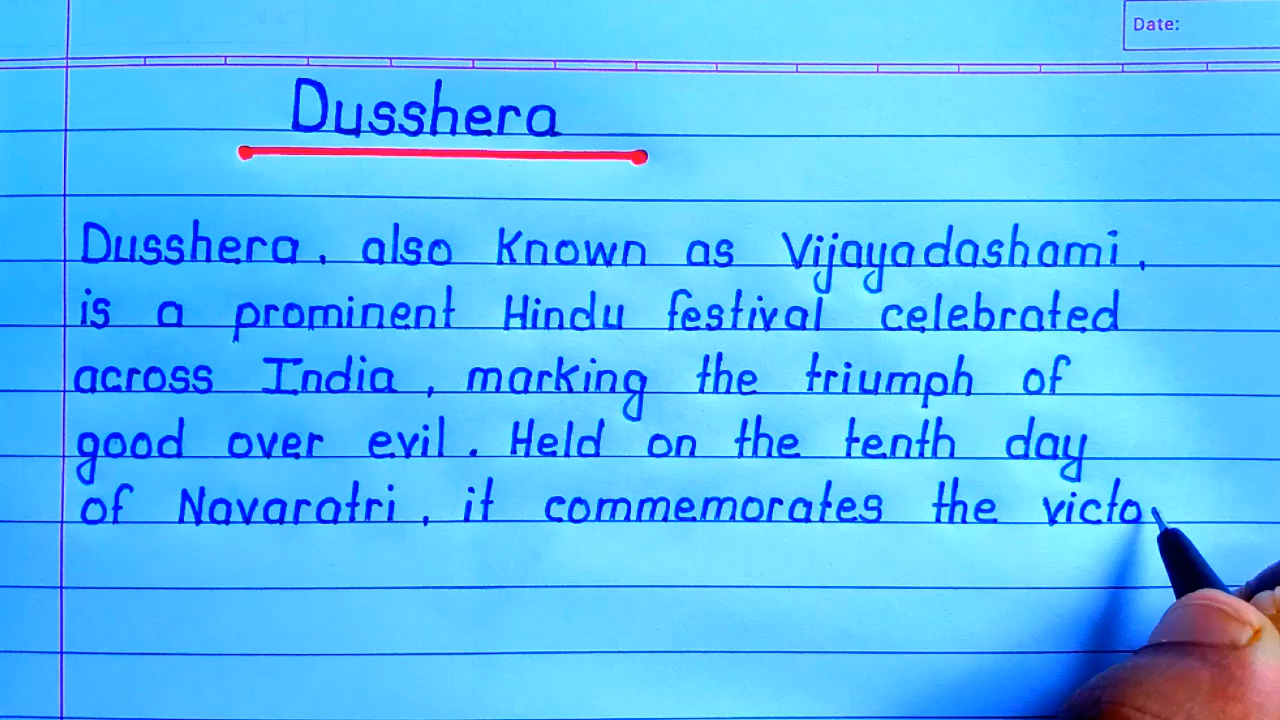 Date:
Dusshera
Dusshera, also known as Vijayadashami,
is a prominent Hindu festival celebrated
across India, marking the triumph of
good over evil. Held on the tenth day
of Navaratri, it commemorates the victo